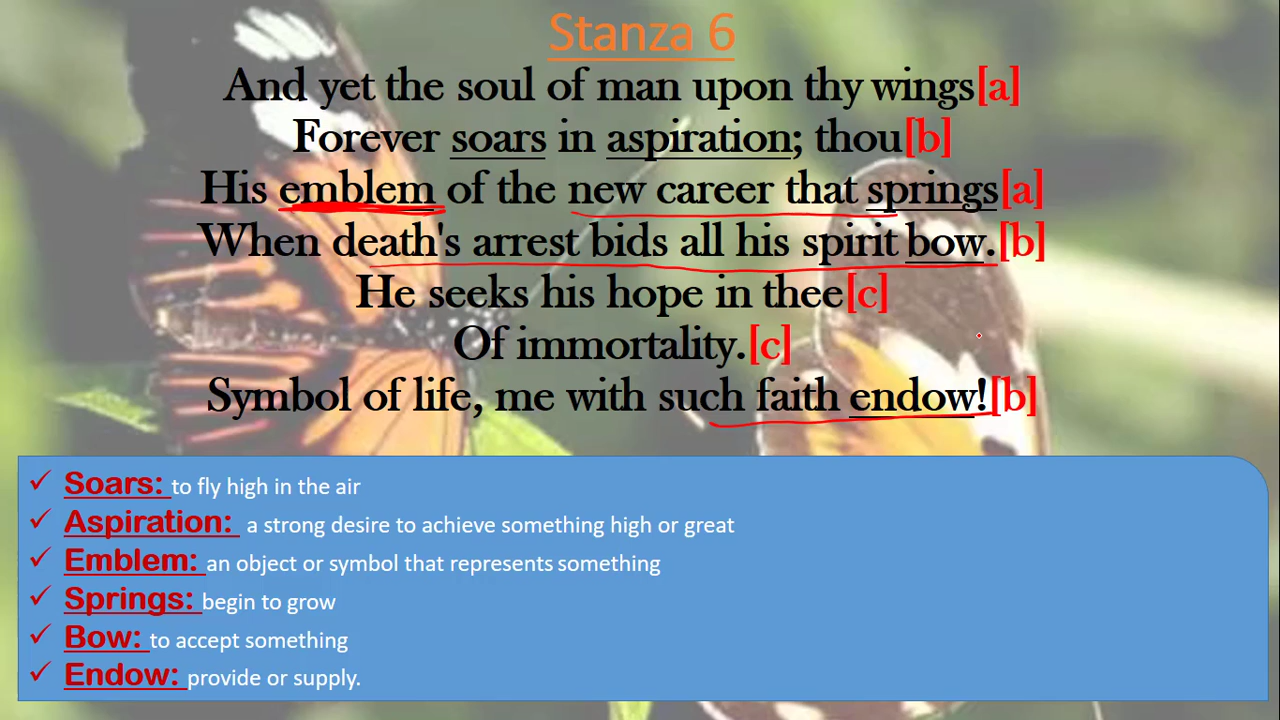 Stanza 6
And yet the soul of man upon thy wings[a]
Forever soars in aspiration; thou[b]
His emblem of the new career that springs[a]
When death's arrest bids all his spirit bow.[b]
He seeks his hope in thee[c]
Of immortality.[c]
Symbol of life, me with such faith endow![b]
✓ Soars: to fly high in the air
✓ Aspiration: a strong desire to achieve something high or great
✓ Emblem: an object or symbol that represents something
✓ Springs: begin to grow
✓ Bow: to accept something
✓ Endow: provide or supply.